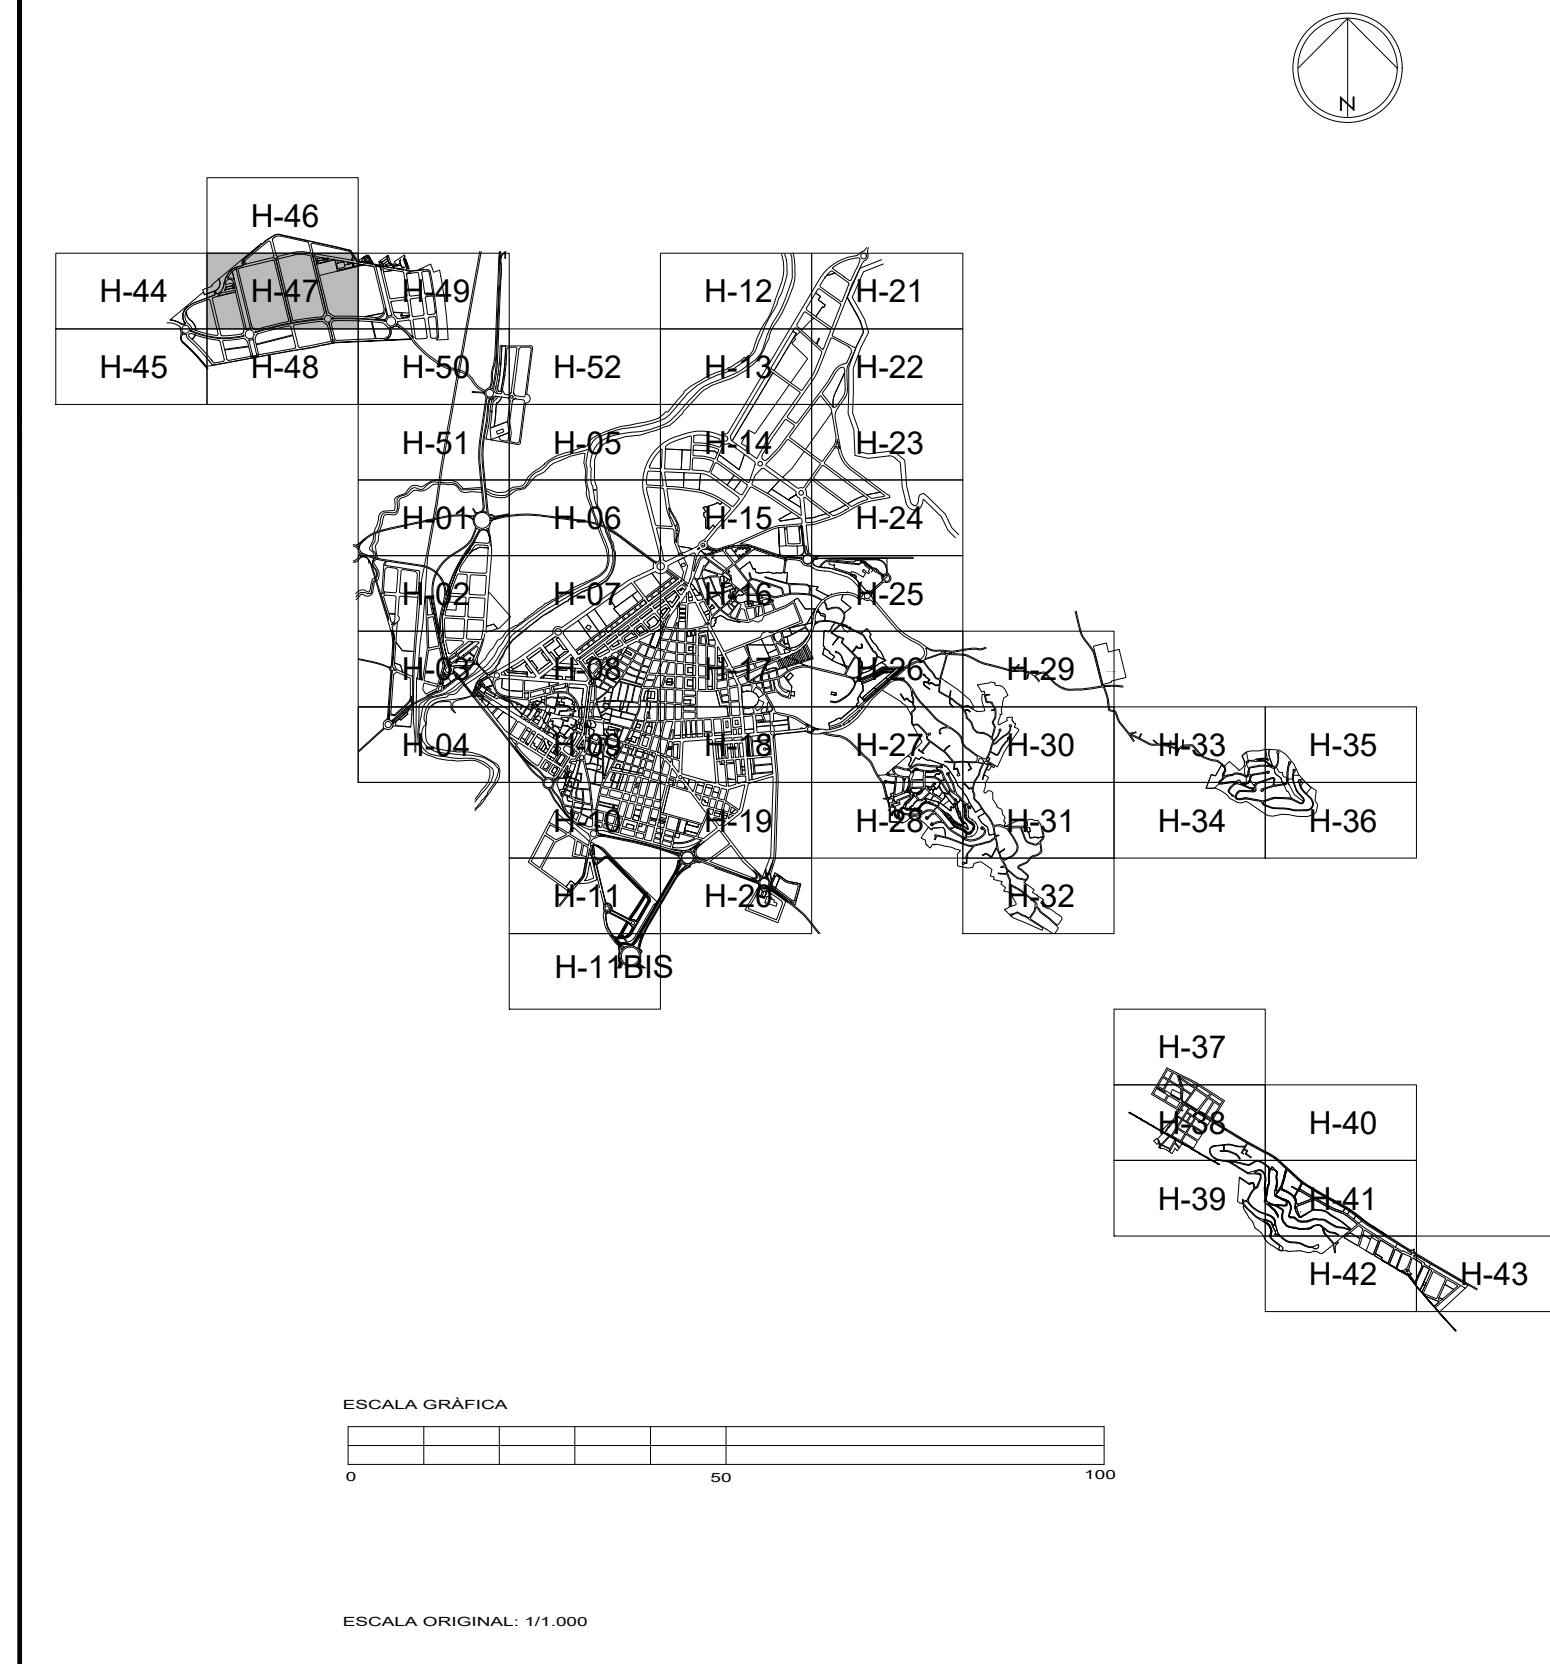 N
H-46
H-44 H-47 H-49 H-12 H-21
H-45 H-48 H-50 H-52 H-13 H-22
H-51 H-05 H-14 H-23
H-01 H-06 H-15 H-24
H-02 H-07 H-16 H-25
H-03 H-08 H-17 H-26 H-29
H-04 H-09 H-18 H-27 H-30 H-33 H-35
H-10 H-19 H-28 H-31 H-34 H-36
H-11 H-20 H-32
H-11BIS
H-37
H-38 H-40
H-39 H-41
H-42 H-43
ESCALA GRÀFICA
0 50 100
ESCALA ORIGINAL: 1/1.000